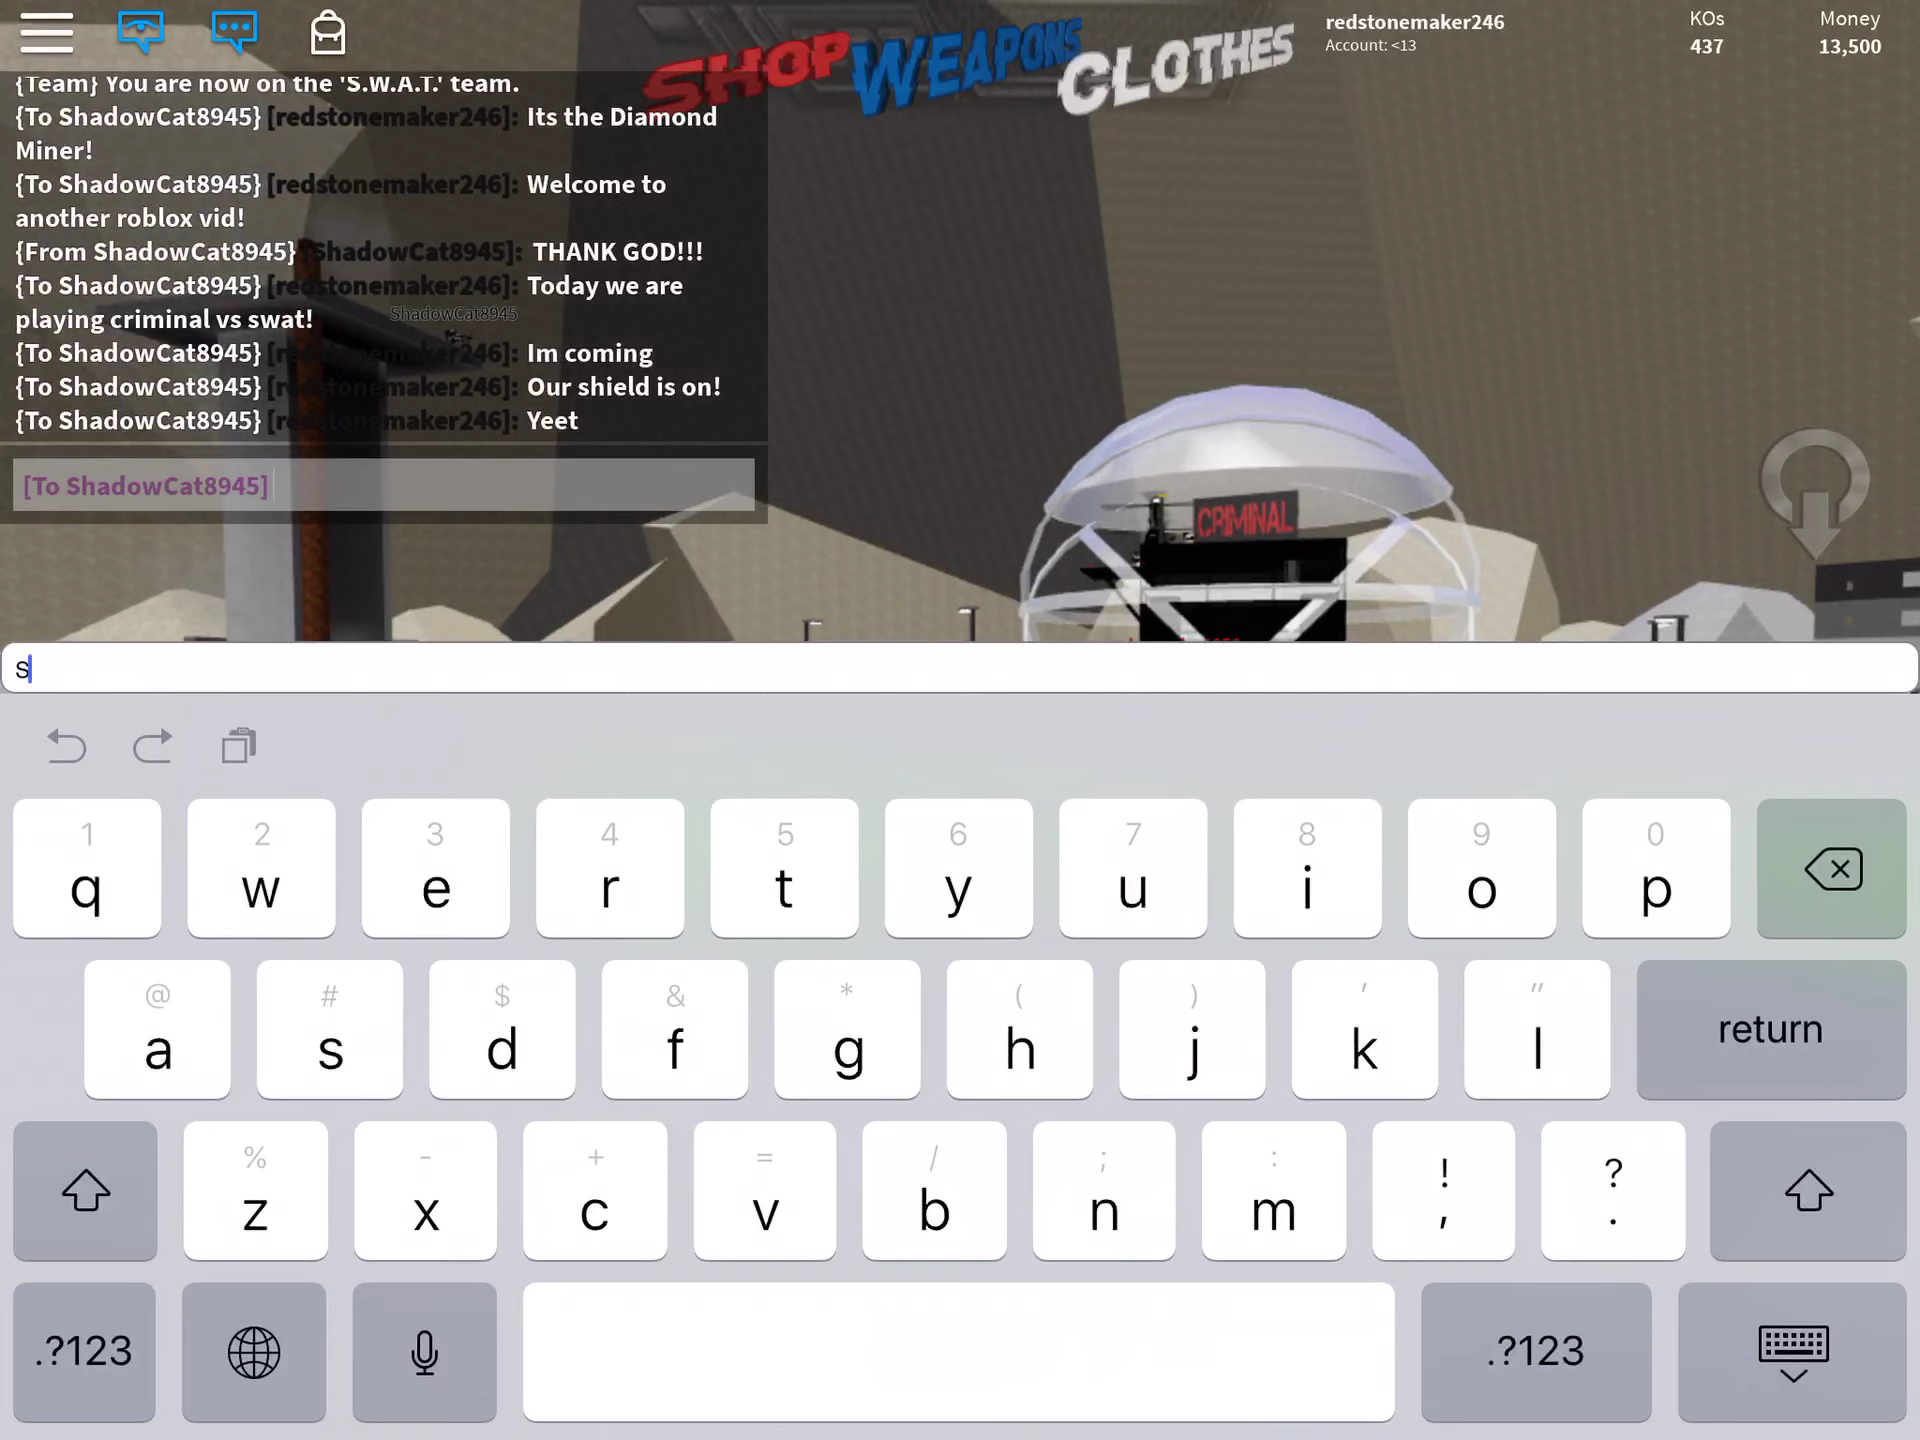 SHOP WEAPONS CLOTHES
redstonemaker246
Account: <13
KOs
437
Money
13,500
{Team} You are now on the 'S.W.A.T.' team.
{To ShadowCat8945} [redstonemaker246]: Its the Diamond
Miner!
{To ShadowCat8945} [redstonemaker246]: Welcome to
another roblox vid!
{From ShadowCat8945} [ShadowCat8945]: THANK GOD!!!
{To ShadowCat8945} [redstonemaker246]: Today we are
playing criminal vs swat!
ShadowCat8945
{To ShadowCat8945} [redstonemaker246]: Im coming
{To ShadowCat8945} [redstonemaker246]: Our shield is on!
{To ShadowCat8945} [redstonemaker246]: Yeet
[To ShadowCat8945]
CRIMINAL
s
1 2 3 4 5 6 7 8 9 0
q w e r t y u i o p
@ # $ & * ( ) ' "
a s d f g h j k l return
% - + = / ; : ! ?
z x c v b n m , .
.?123 .?123